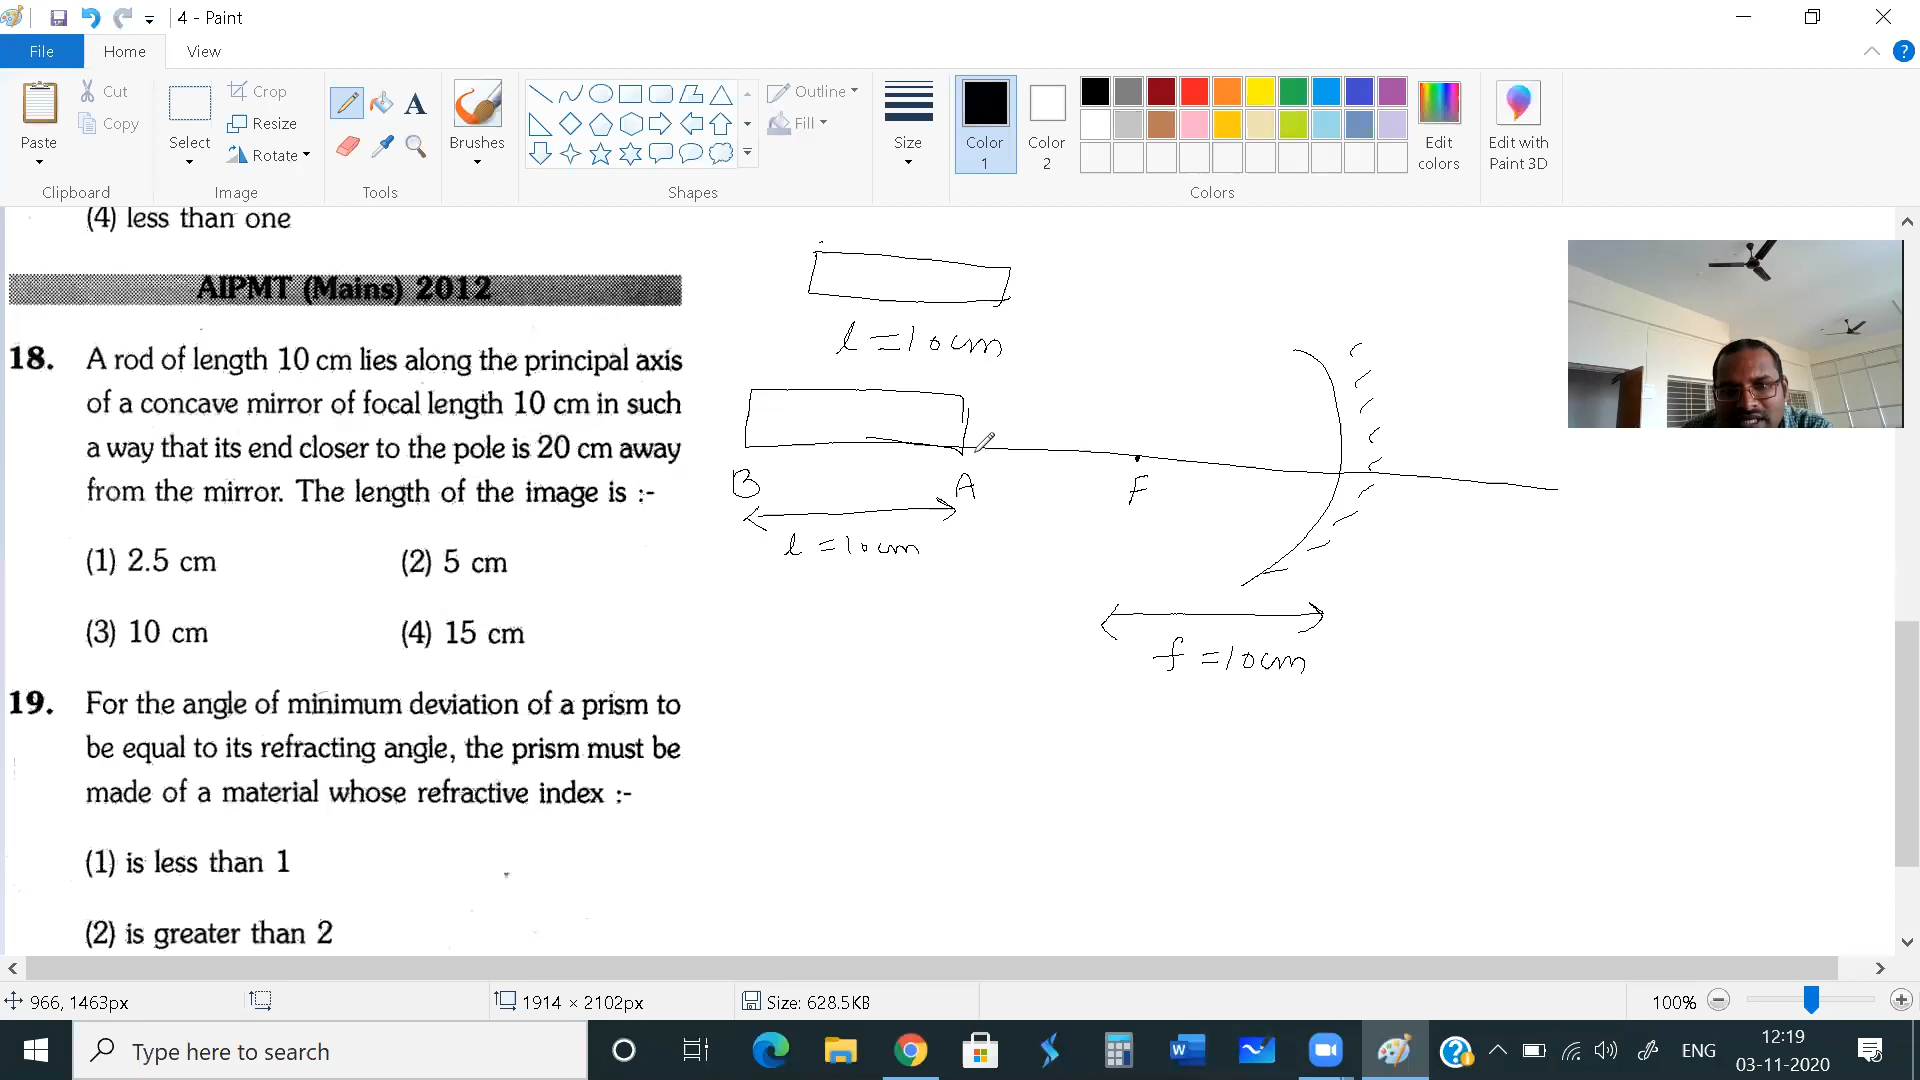 4 - Paint
File Home View
Paste Cut Copy Clipboard
Select Crop Resize Rotate Image
Tools
Brushes
Shapes
Outline Fill
Size
Color 1
Color 2
Edit colors
Colors
Edit with Paint 3D
(4) less than one
AIPMT (Mains) 2012
18. A rod of length 10 cm lies along the principal axis
of a concave mirror of focal length 10 cm in such
a way that its end closer to the pole is 20 cm away
from the mirror. The length of the image is :-
(1) 2.5 cm (2) 5 cm
(3) 10 cm (4) 15 cm
19. For the angle of minimum deviation of a prism to
be equal to its refracting angle, the prism must be
made of a material whose refractive index :-
(1) is less than 1
(2) is greater than 2
l = 10cm
B A F
l = 10cm
f = 10cm
966, 1463px 1914 × 2102px Size: 628.5KB 100%
Type here to search
ENG
12:19
03-11-2020